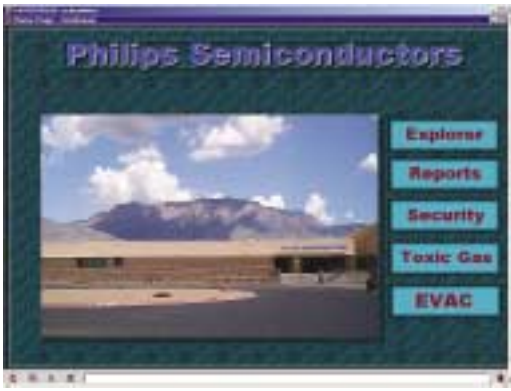 Philips Semiconductors
Explorer
Reports
Security
Toxic Gas
EVAC